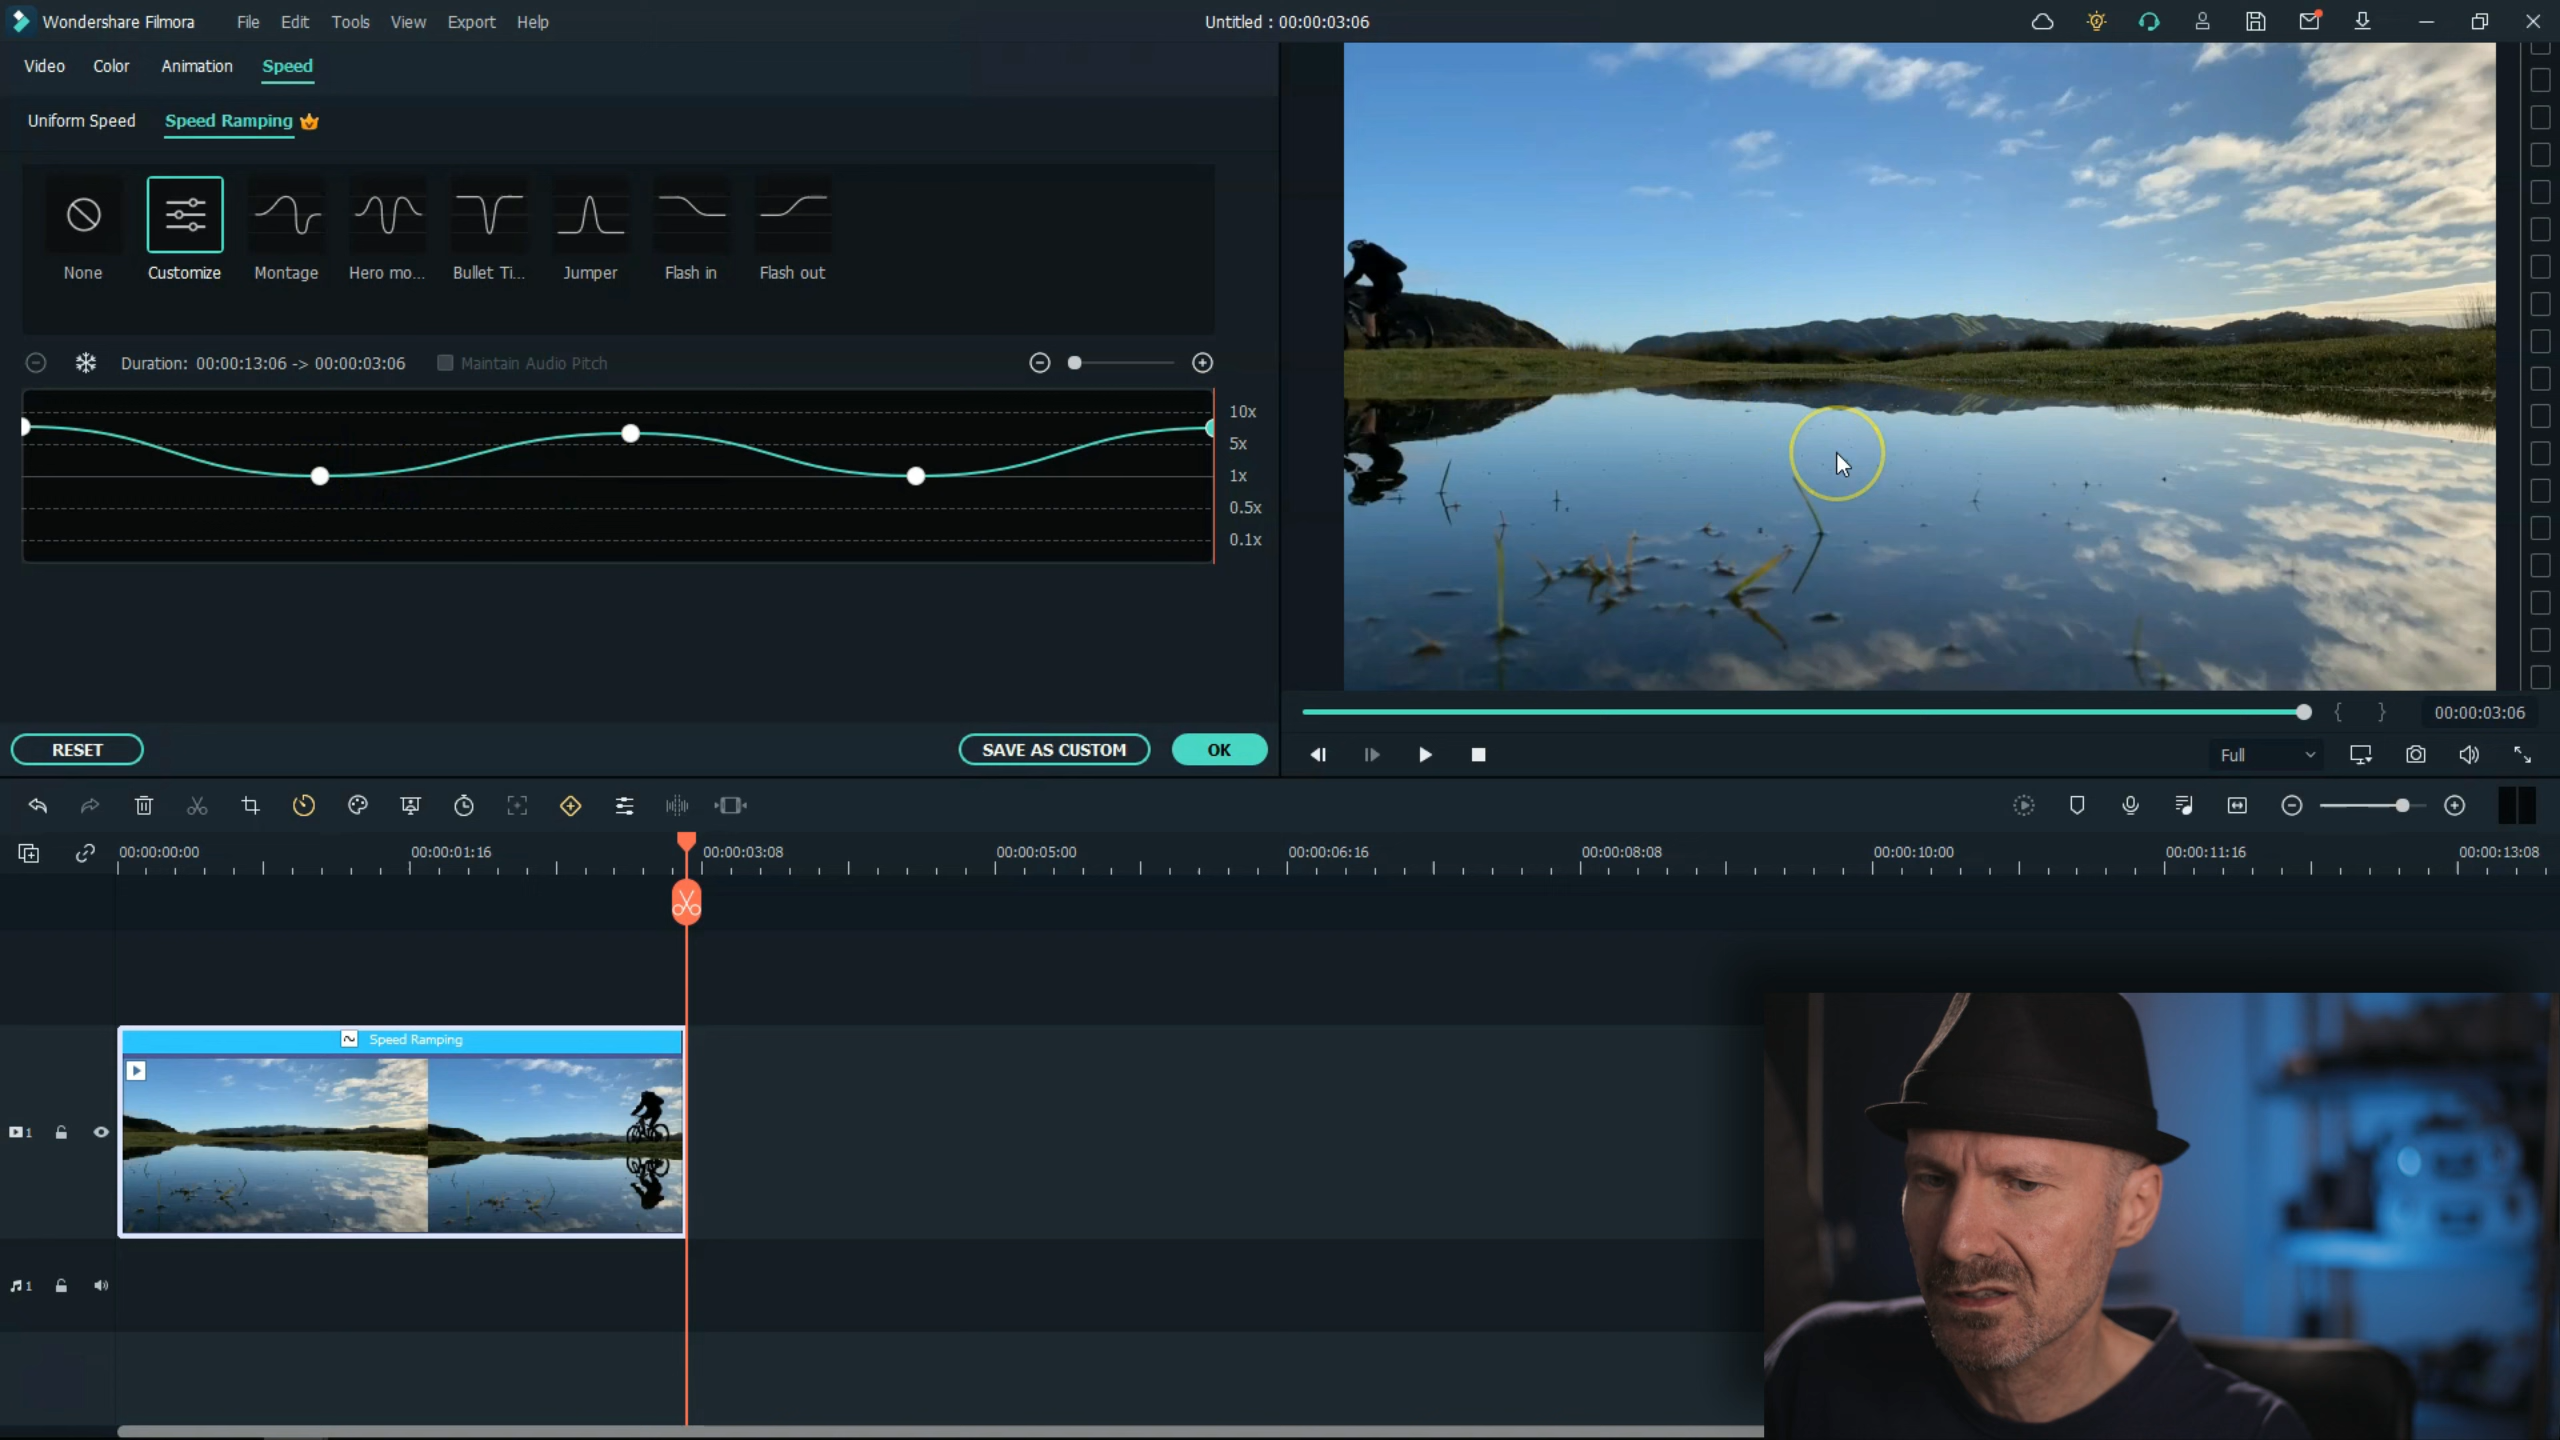 Wondershare Filmora File Edit Tools View Export Help Untitled : 00:00:03:06
Video Color Animation Speed
Uniform Speed Speed Ramping
None Customize Montage Hero mo... Bullet Ti... Jumper Flash in Flash out
Duration: 00:00:13:06 -> 00:00:03:06 Maintain Audio Pitch
10x
5x
1x
0.5x
0.1x
00:00:03:06
RESET SAVE AS CUSTOM OK
Full
00:00:00:00 00:00:01:16 00:00:03:08 00:00:05:00 00:00:06:16 00:00:08:08 00:00:10:00 00:00:11:16 00:00:13:08
Speed Ramping
1
1